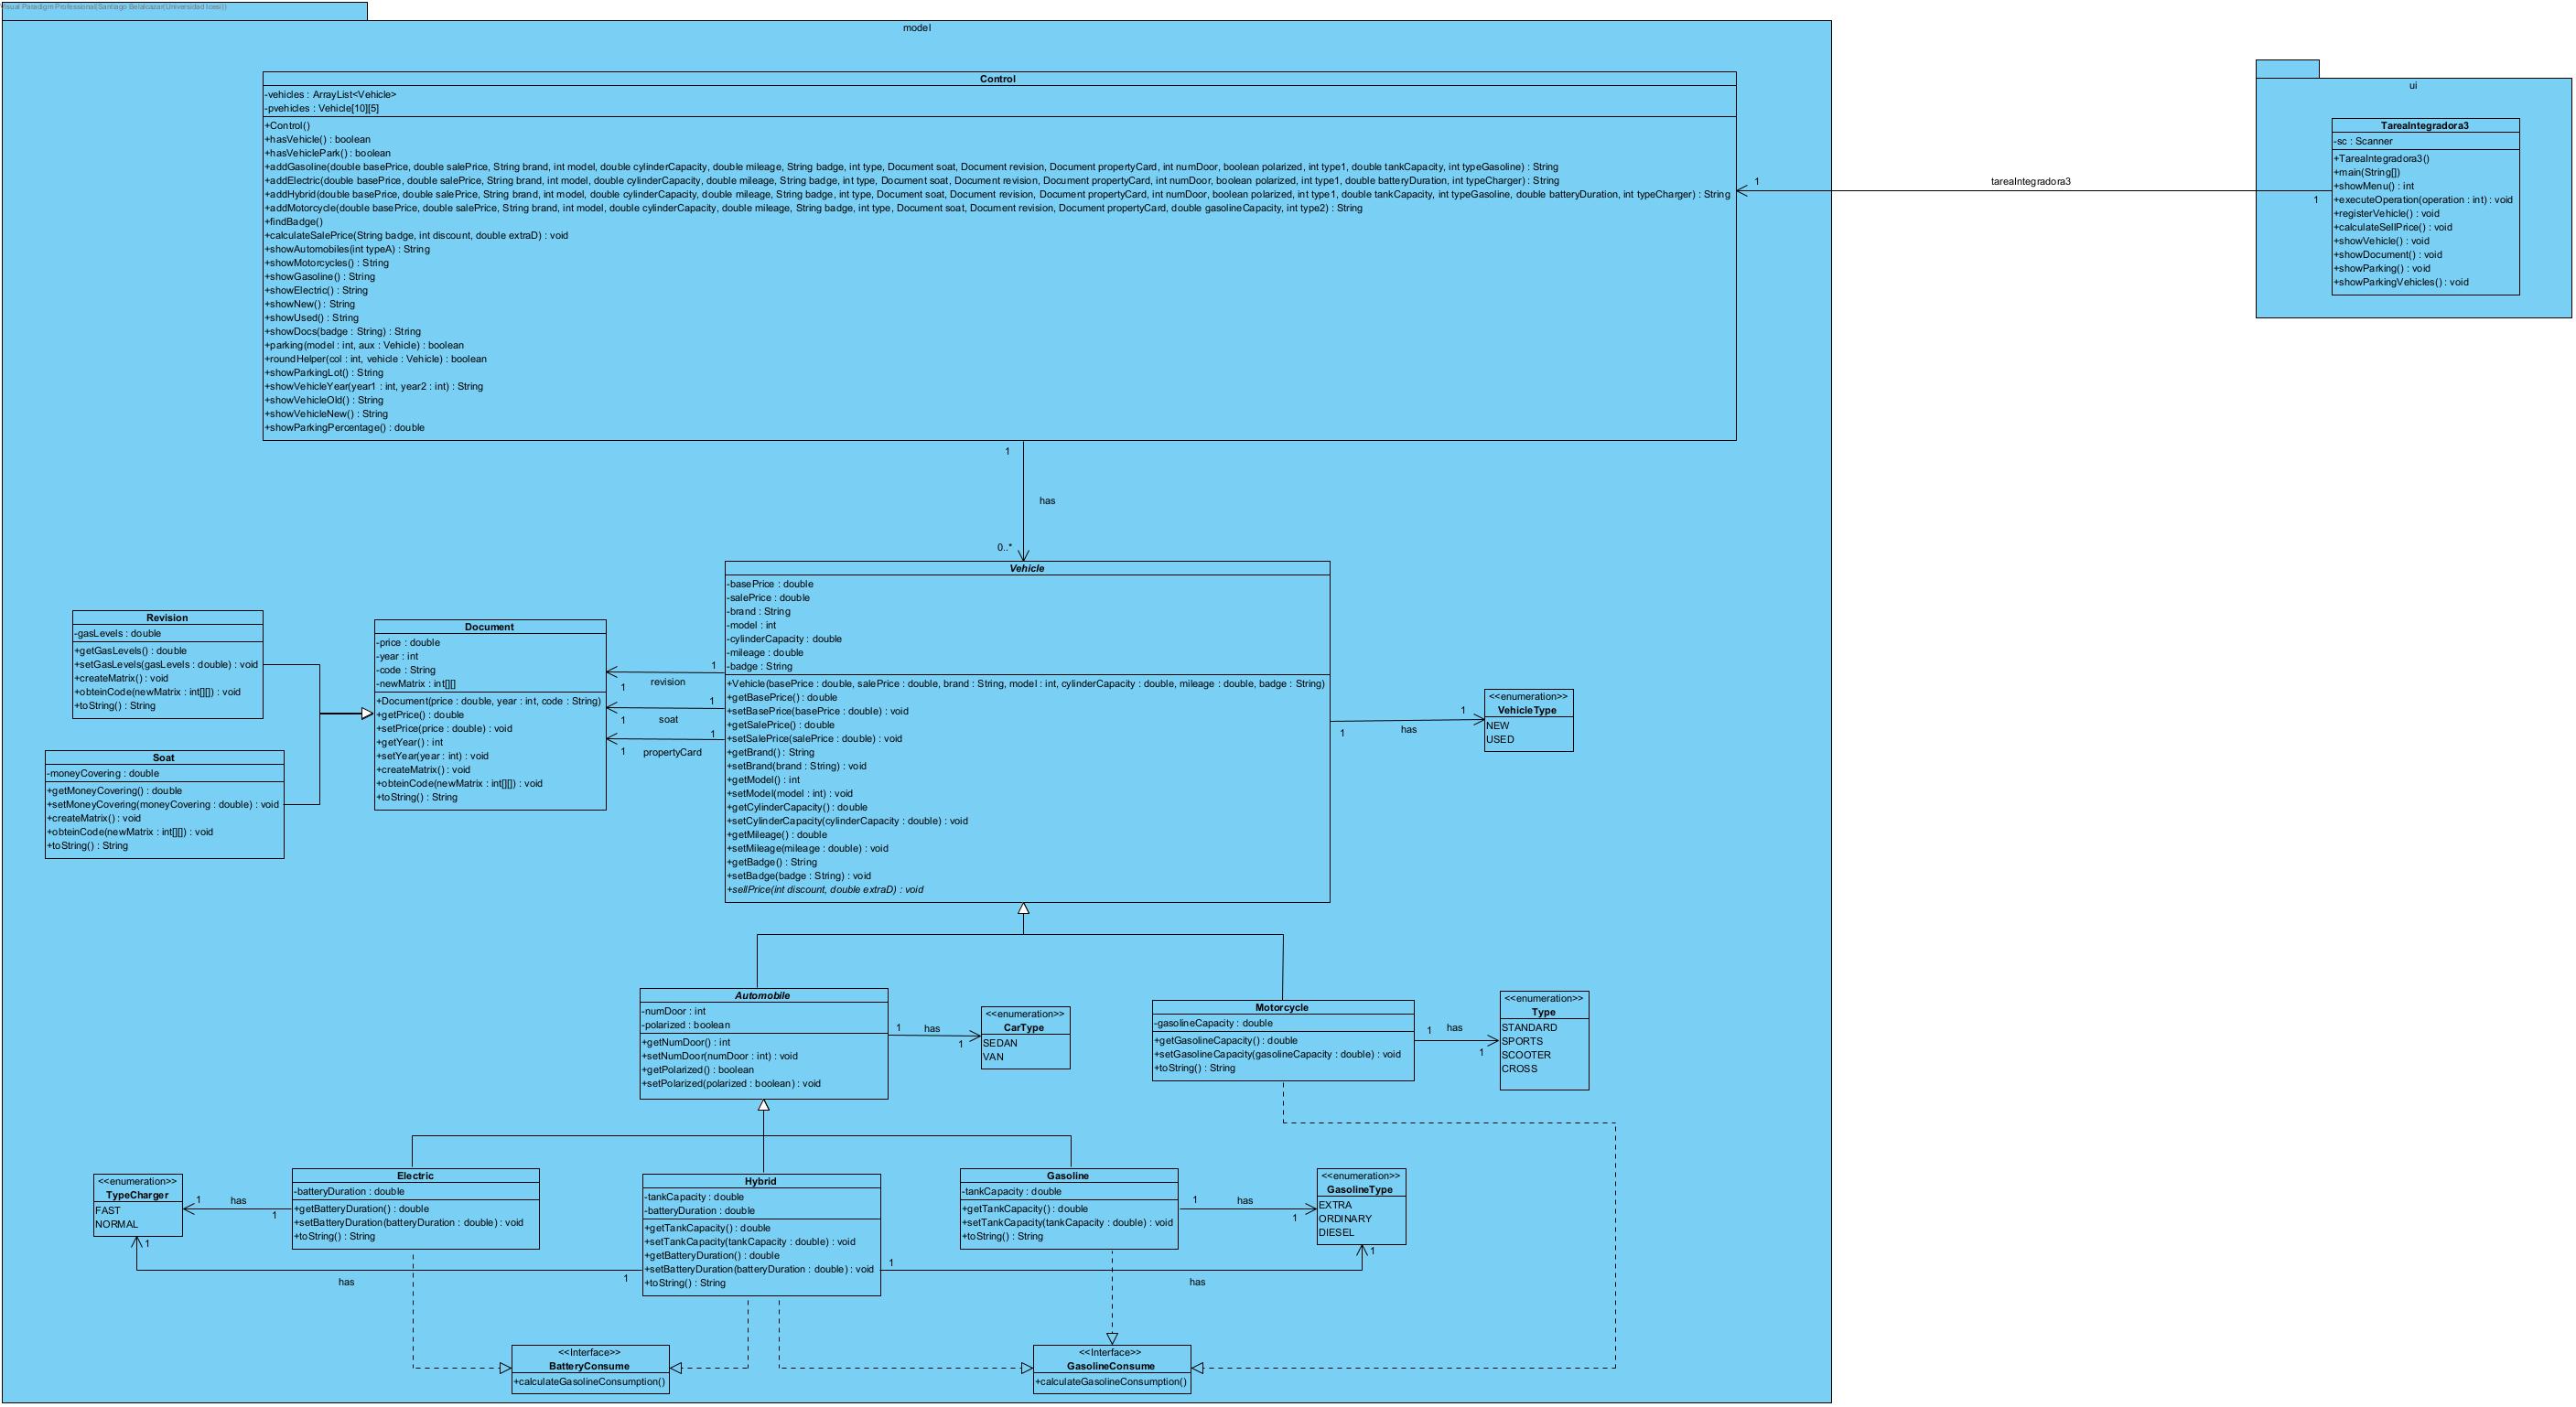 Visual Paradigm Professional(Santiago Belalcazar(Universidad Icesi))
model
Control
-vehicles : ArrayList<Vehicle>
-pvehicles : Vehicle[10][5]
+Control()
+hasVehicle() : boolean
+hasVehiclePark() : boolean
+addGasoline(double basePrice, double salePrice, String brand, int model, double cylinderCapacity, double mileage, String badge, int type, Document soat, Document revision, Document propertyCard, int numDoor, boolean polarized, int type1, double tankCapacity, int typeGasoline) : String
+addElectric(double basePrice, double salePrice, String brand, int model, double cylinderCapacity, double mileage, String badge, int type, Document soat, Document revision, Document propertyCard, int numDoor, boolean polarized, int type1, double batteryDuration, int typeCharger) : String
+addHybrid(double basePrice, double salePrice, String brand, int model, double cylinderCapacity, double mileage, String badge, int type, Document soat, Document revision, Document propertyCard, int numDoor, boolean polarized, int type1, double tankCapacity, int typeGasoline, double batteryDuration, int typeCharger) : String
+addMotorcycle(double basePrice, double salePrice, String brand, int model, double cylinderCapacity, double mileage, String badge, int type, Document soat, Document revision, Document propertyCard, double gasolineCapacity, int type2) : String
+findBadge()
+calculateSalePrice(String badge, int discount, double extraD) : void
+showAutomobiles(int typeA) : String
+showMotorcycles() : String
+showGasoline() : String
+showElectric() : String
+showNew() : String
+showUsed() : String
+showDocs(badge : String) : String
+parking(model : int, aux : Vehicle) : boolean
+roundHelper(col : int, vehicle : Vehicle) : boolean
+showParkingLot() : String
+showVehicleYear(year1 : int, year2 : int) : String
+showVehicleOld() : String
+showVehicleNew() : String
+showParkingPercentage() : double
1
tareaIntegradora3
1
ui
TareaIntegradora3
-sc : Scanner
+TareaIntegradora3()
+main(String[])
+showMenu() : int
+executeOperation(operation : int) : void
+registerVehicle() : void
+calculateSellPrice() : void
+showVehicle() : void
+showDocument() : void
+showParking() : void
+showParkingVehicles() : void
1
has
0..*
Revision
-gasLevels : double
+getGasLevels() : double
+setGasLevels(gasLevels : double) : void
+createMatrix() : void
+obteinCode(newMatrix : int[][]) : void
+toString() : String
Soat
-moneyCovering : double
+getMoneyCovering() : double
+setMoneyCovering(moneyCovering : double) : void
+createMatrix() : void
+obteinCode(newMatrix : int[][]) : void
+toString() : String
Document
-price : double
-year : int
-code : String
-newMatrix : int[][]
+Document(price : double, year : int, code : String)
+getPrice() : double
+setPrice(price : double) : void
+getYear() : int
+setYear(year : int) : void
+createMatrix() : void
+obteinCode(newMatrix : int[][]) : void
+toString() : String
1
1
revision
1
1
soat
1
1
propertyCard
Vehicle
-basePrice : double
-salePrice : double
-brand : String
-model : int
-cylinderCapacity : double
-mileage : double
-badge : String
+Vehicle(basePrice : double, salePrice : double, brand : String, model : int, cylinderCapacity : double, mileage : double, badge : String)
+getBasePrice() : double
+setBasePrice(basePrice : double) : void
+getSalePrice() : double
+setSalePrice(salePrice : double) : void
+getBrand() : String
+setBrand(brand : String) : void
+getModel() : int
+setModel(model : int) : void
+getCylinderCapacity() : double
+setCylinderCapacity(cylinderCapacity : double) : void
+getMileage() : double
+setMileage(mileage : double) : void
+getBadge() : String
+setBadge(badge : String) : void
+sellPrice(int discount, double extraD) : void
1
has
1
<<enumeration>>
VehicleType
NEW
USED
Automobile
-numDoor : int
-polarized : boolean
+getNumDoor() : int
+setNumDoor(numDoor : int) : void
+getPolarized() : boolean
+setPolarized(polarized : boolean) : void
1
has
1
<<enumeration>>
CarType
SEDAN
VAN
Motorcycle
-gasolineCapacity : double
+getGasolineCapacity() : double
+setGasolineCapacity(gasolineCapacity : double) : void
+toString() : String
1
has
1
<<enumeration>>
Type
STANDARD
SPORTS
SCOOTER
CROSS
<<enumeration>>
TypeCharger
FAST
NORMAL
1
has
1
Electric
-batteryDuration : double
+getBatteryDuration() : double
+setBatteryDuration(batteryDuration : double) : void
+toString() : String
Hybrid
-tankCapacity : double
-batteryDuration : double
+getTankCapacity() : double
+setTankCapacity(tankCapacity : double) : void
+getBatteryDuration() : double
+setBatteryDuration(batteryDuration : double) : void
+toString() : String
Gasoline
-tankCapacity : double
+getTankCapacity() : double
+setTankCapacity(tankCapacity : double) : void
+toString() : String
1
has
1
<<enumeration>>
GasolineType
EXTRA
ORDINARY
DIESEL
1
has
1
1
has
1
<<Interface>>
BatteryConsume
+calculateGasolineConsumption()
<<Interface>>
GasolineConsume
+calculateGasolineConsumption()